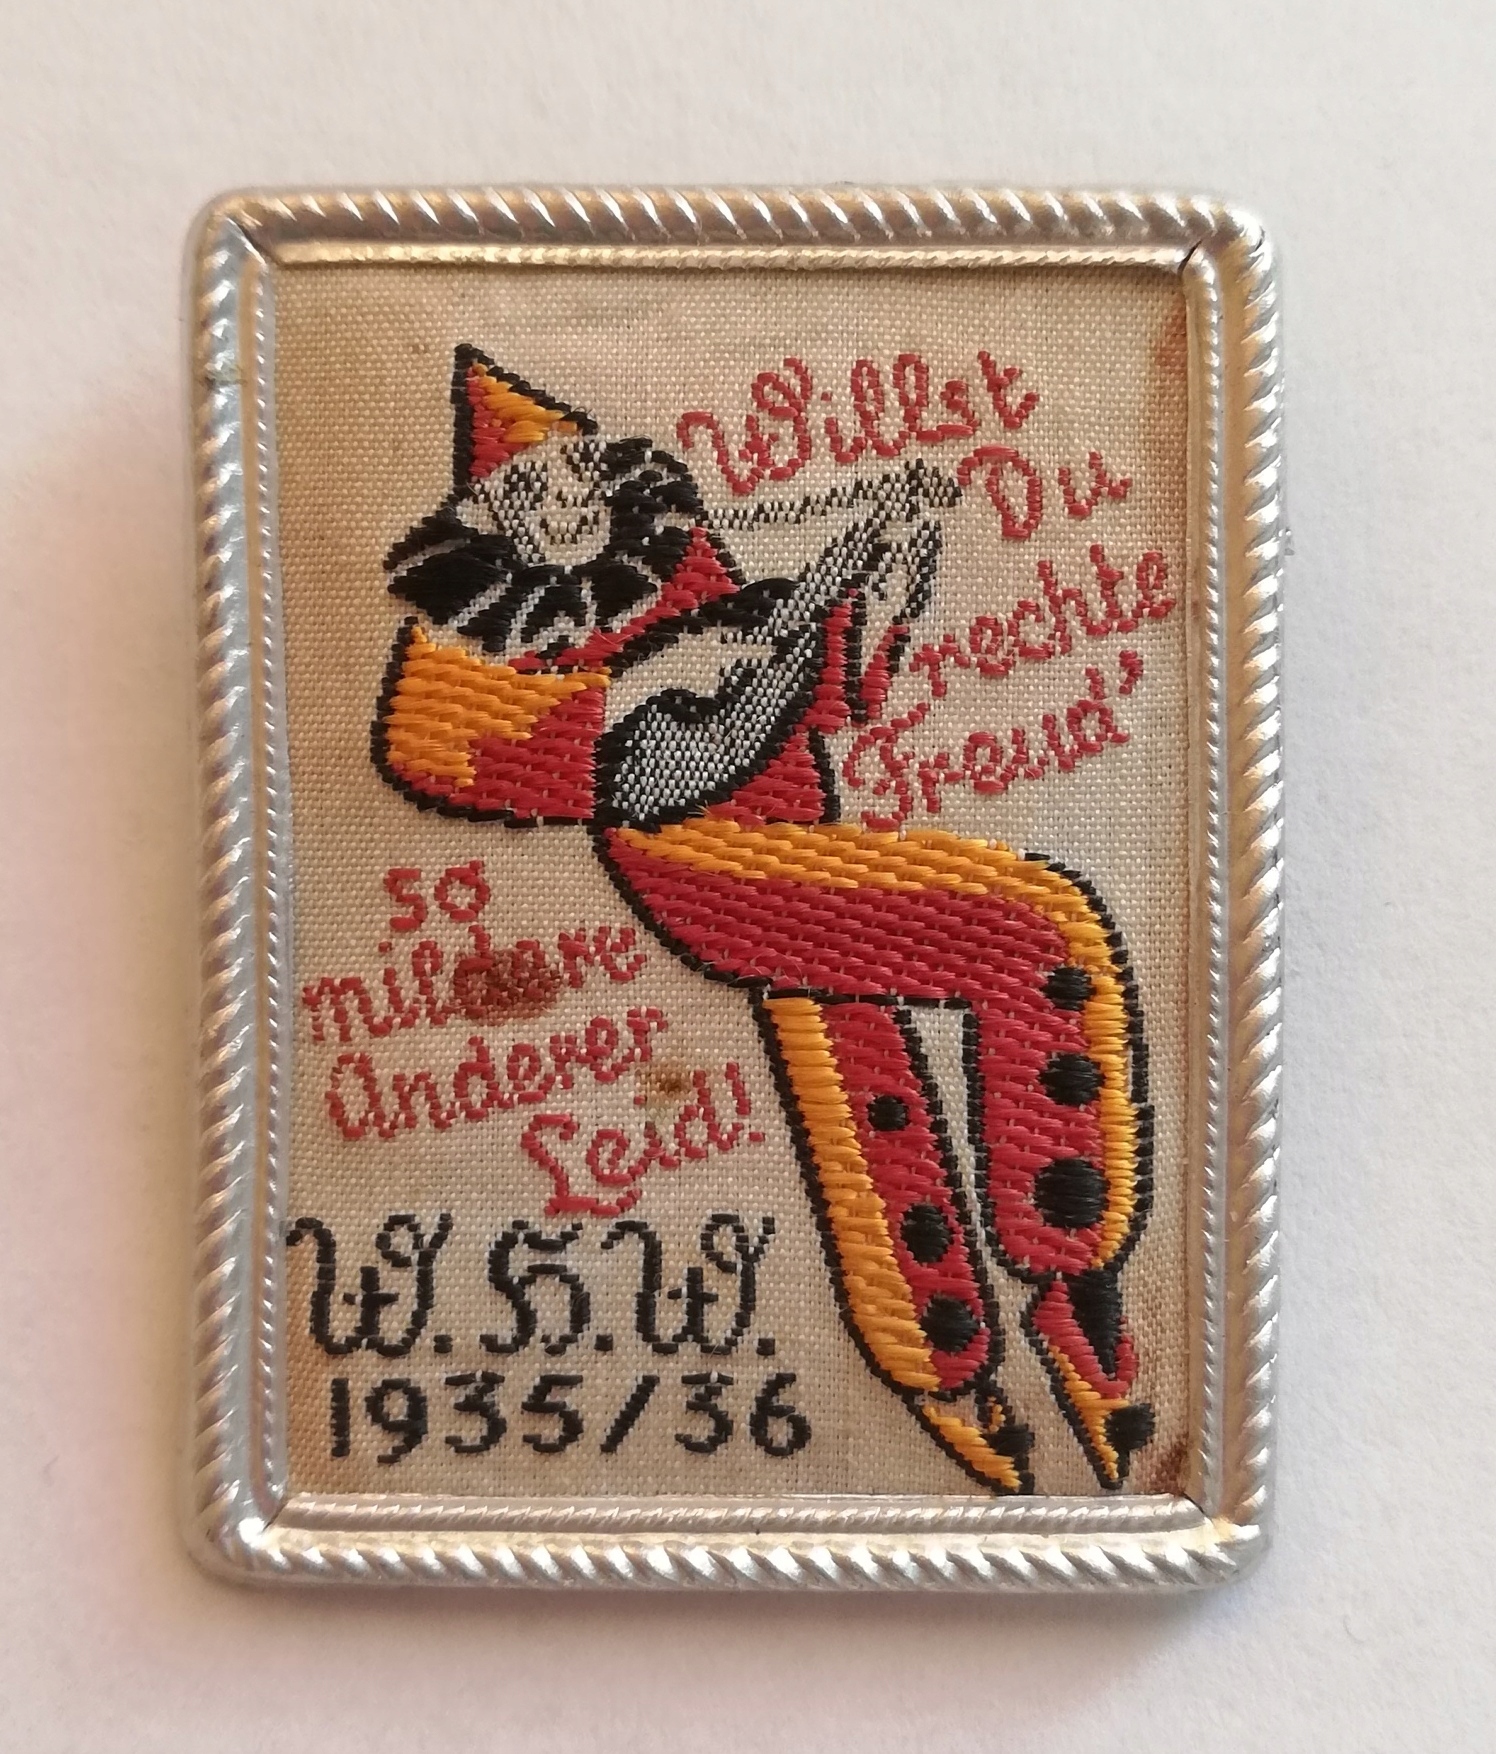 Willst
Du
rechte
Freud'
so
mildere
Anderer
Leid!
W.H.W.
1935/36